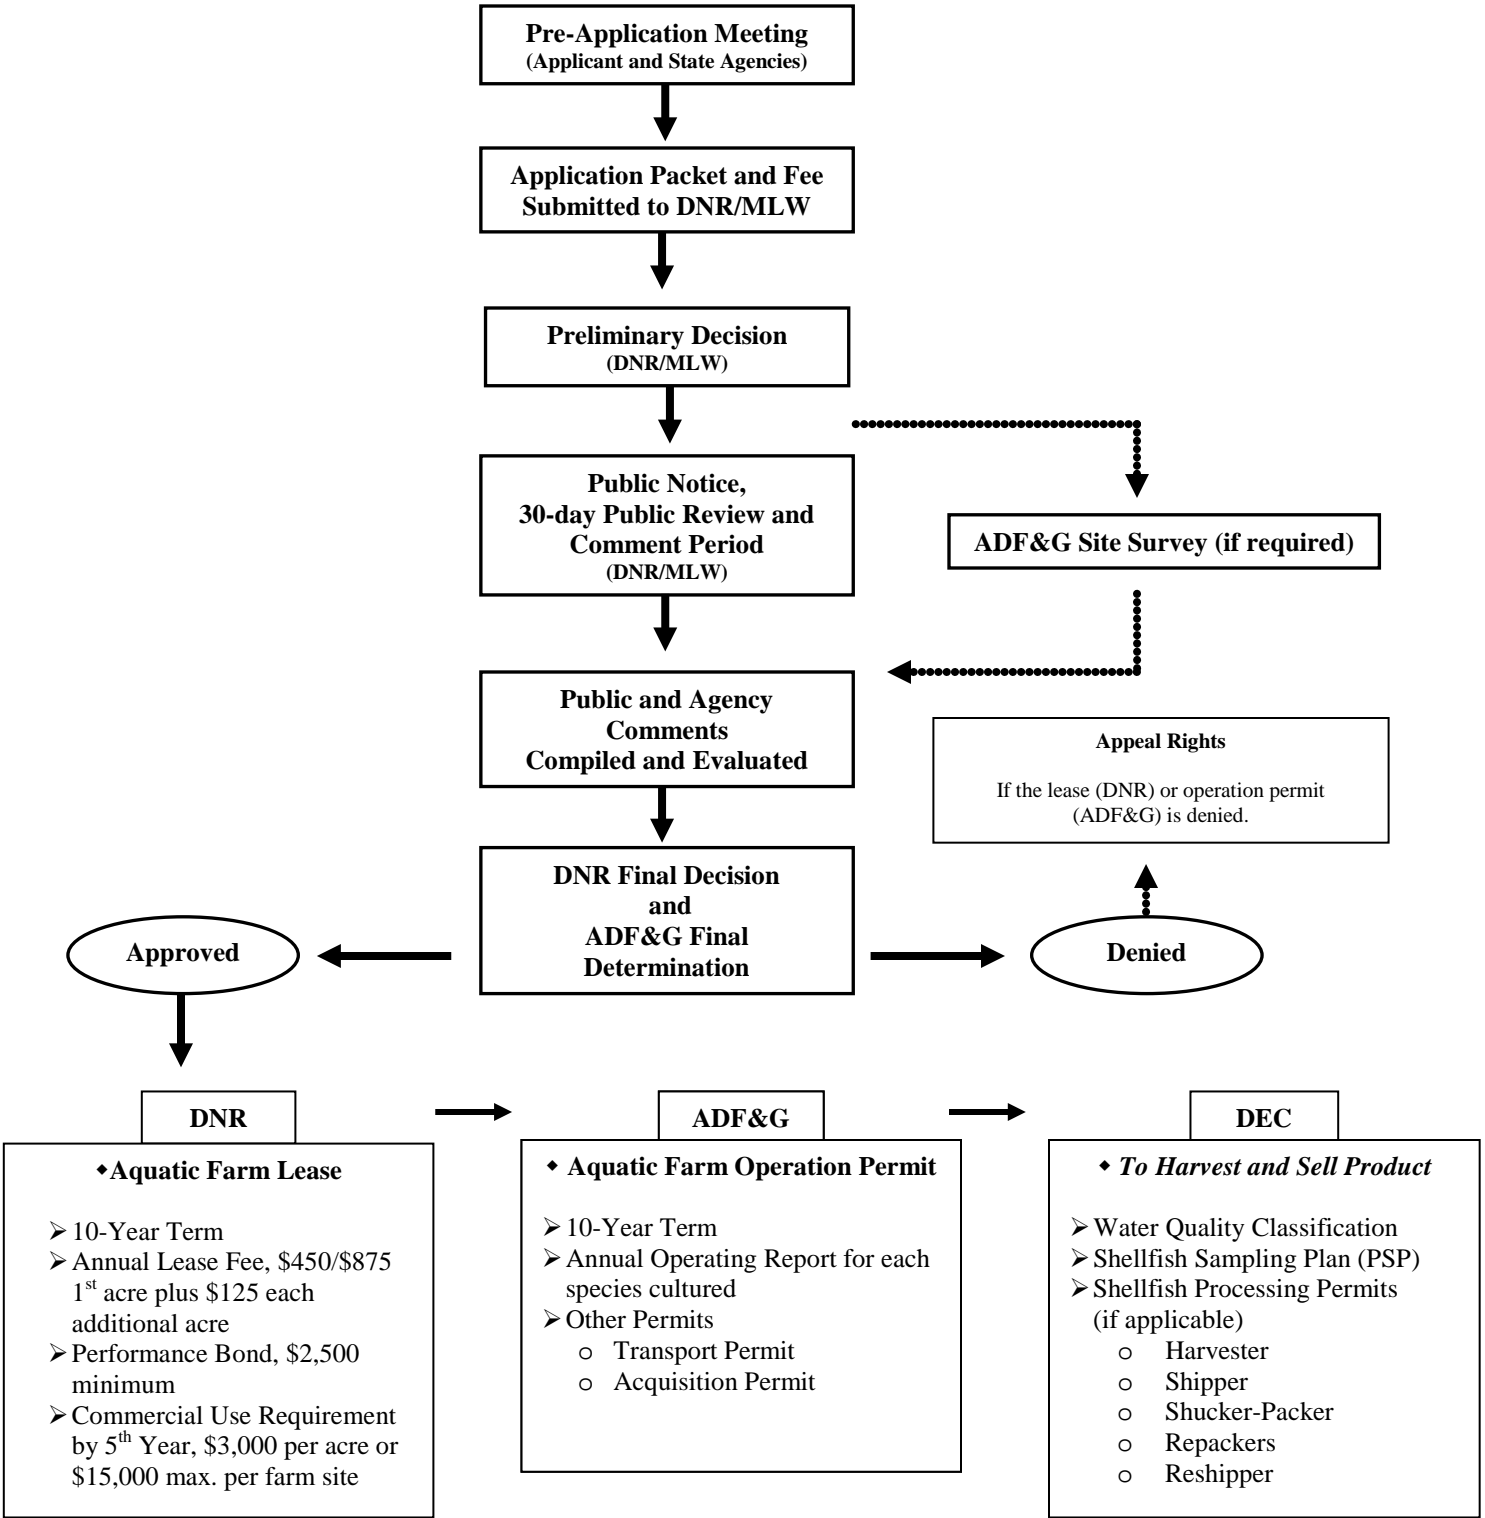 Pre-Application Meeting
(Applicant and State Agencies)
Application Packet and Fee
Submitted to DNR/MLW
Preliminary Decision
(DNR/MLW)
Public Notice,
30-day Public Review and
Comment Period
(DNR/MLW)
ADF&G Site Survey (if required)
Public and Agency
Comments
Compiled and Evaluated
Appeal Rights
If the lease (DNR) or operation permit
(ADF&G) is denied.
DNR Final Decision
and
ADF&G Final
Determination
Approved
Denied
DNR
◆Aquatic Farm Lease
➢10-Year Term
➢Annual Lease Fee, $450/$875
1st acre plus $125 each
additional acre
➢Performance Bond, $2,500
minimum
➢Commercial Use Requirement
by 5th Year, $3,000 per acre or
$15,000 max. per farm site
ADF&G
◆ Aquatic Farm Operation Permit
➢10-Year Term
➢Annual Operating Report for each
species cultured
➢Other Permits
o Transport Permit
o Acquisition Permit
DEC
◆ To Harvest and Sell Product
➢Water Quality Classification
➢Shellfish Sampling Plan (PSP)
➢Shellfish Processing Permits
(if applicable)
o Harvester
o Shipper
o Shucker-Packer
o Repackers
o Reshipper